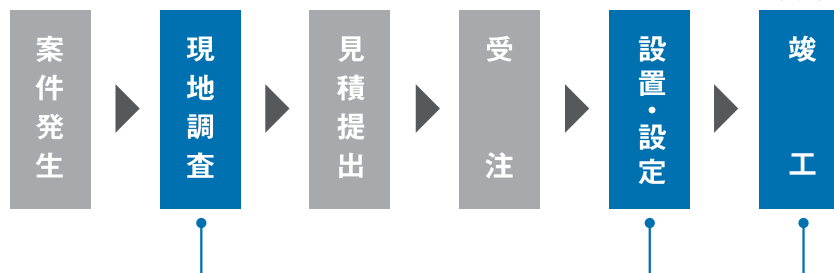 案件発生
現地調査
見積提出
受注
設置・設定
竣工